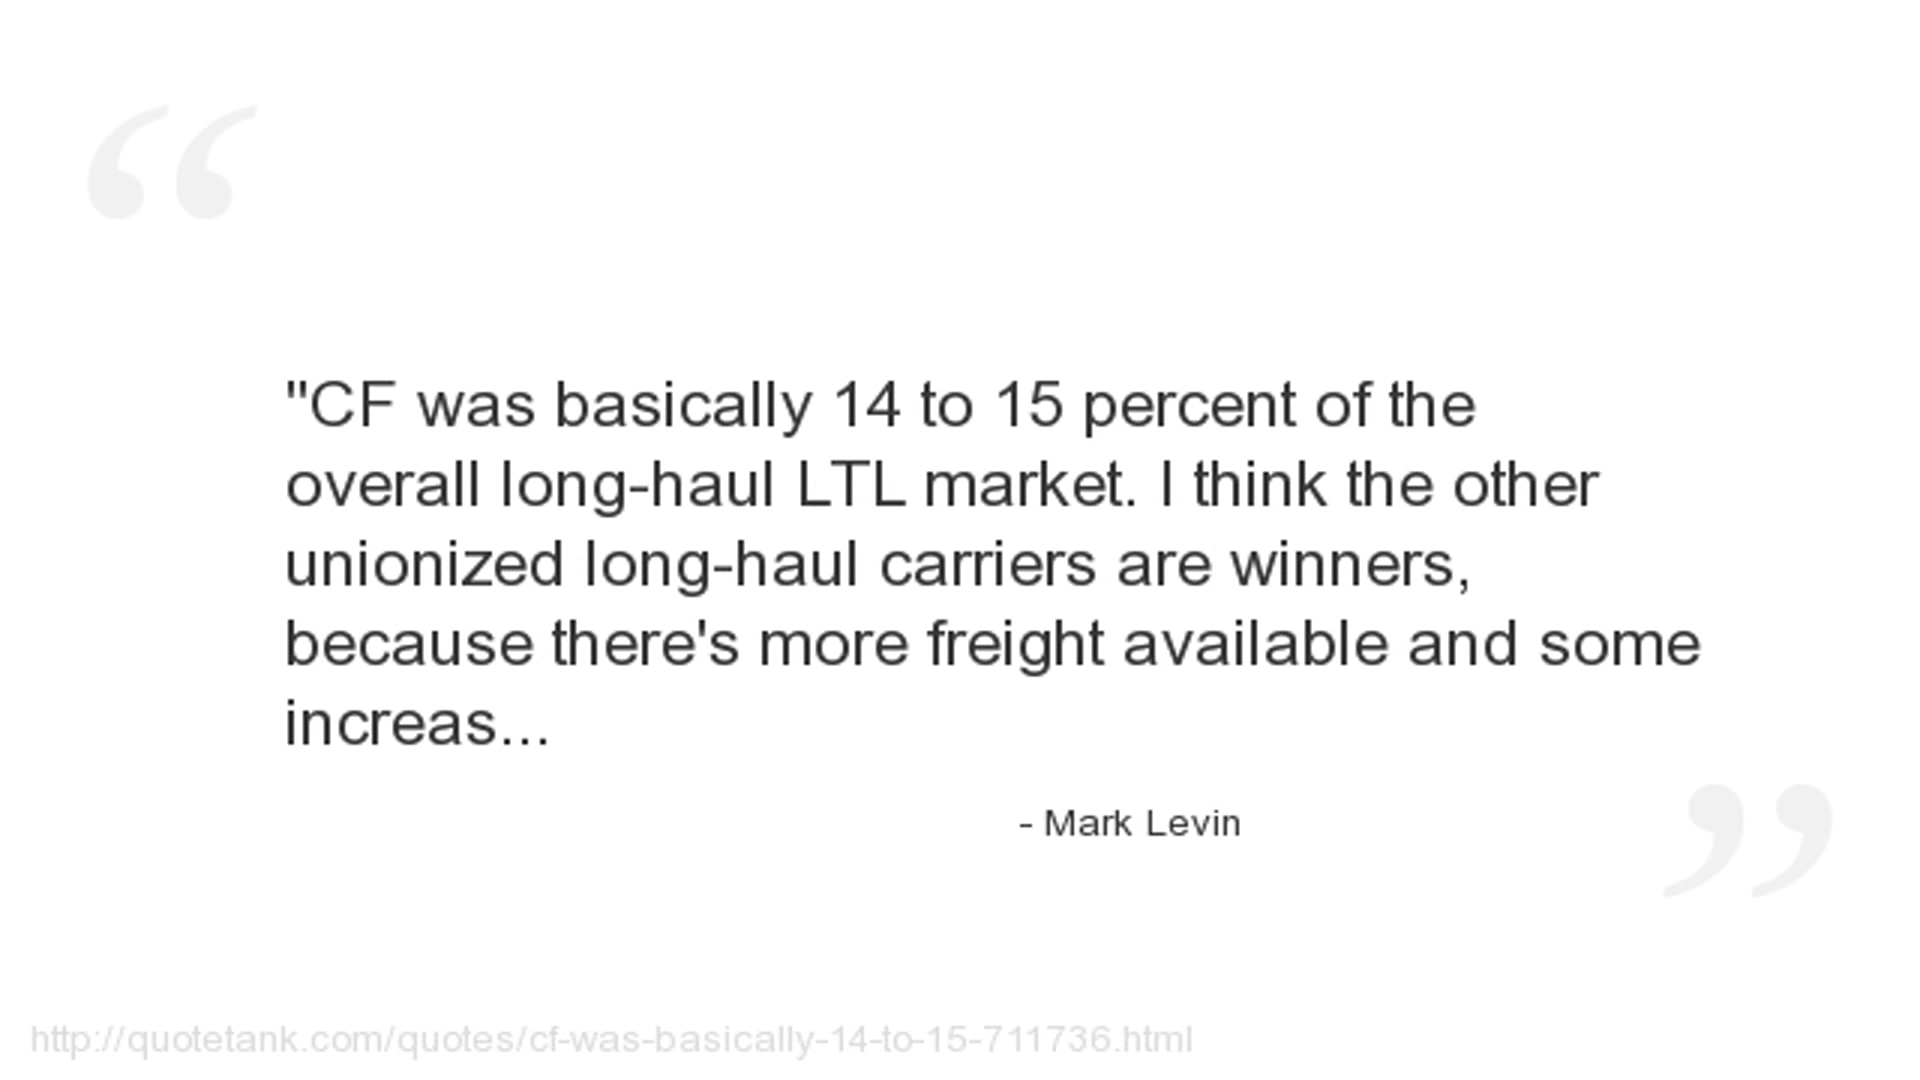 "CF was basically 14 to 15 percent of the
overall long-haul LTL market. I think the other
unionized long-haul carriers are winners,
because there's more freight available and some
increas...
- Mark Levin
http://quotetank.com/quotes/cf-was-basically-14-to-15-711736.html